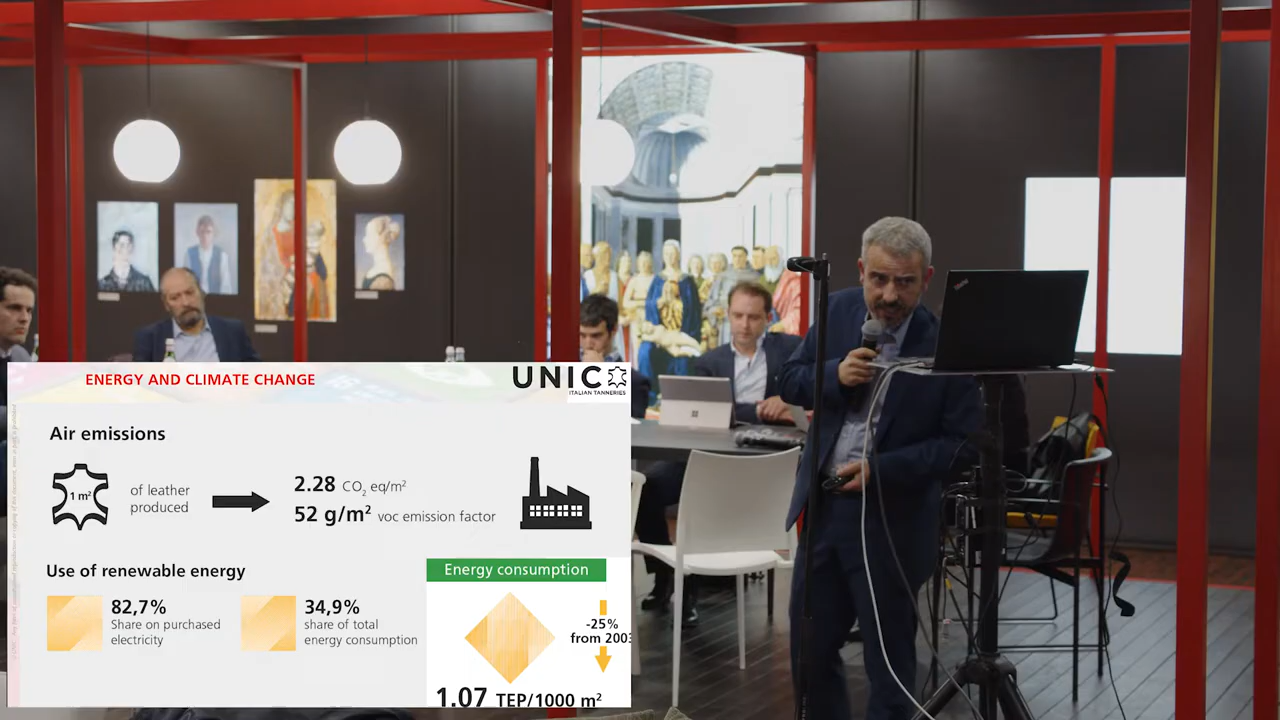 ENERGY AND CLIMATE CHANGE
UNIC
ITALIAN TANNERIES
Air emissions
1 m²
of leather
produced
2.28 CO₂ eq/m²
52 g/m² voc emission factor
Use of renewable energy
82,7%
Share on purchased
electricity
34,9%
share of total
energy consumption
Energy consumption
-25%
from 2003
1.07 TEP/1000 m²